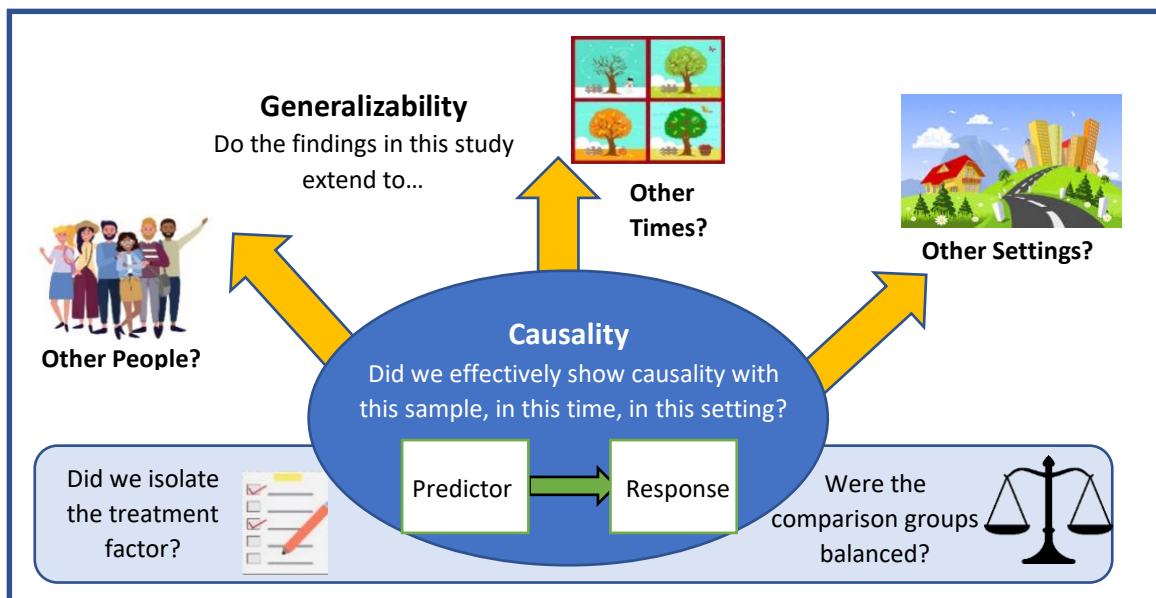 Generalizability
Do the findings in this study
extend to…
Other
Times?
Other Settings?
Other People?
Causality
Did we effectively show causality with
this sample, in this time, in this setting?
Predictor
Response
Did we isolate
the treatment
factor?
Were the
comparison groups
balanced?